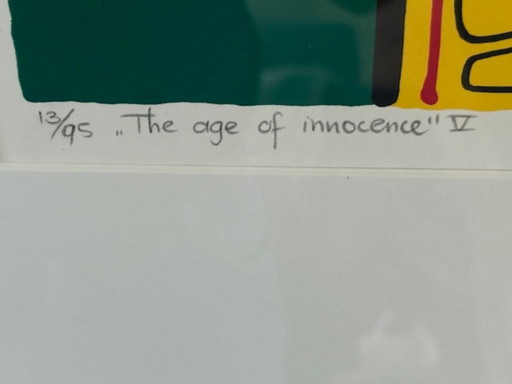 13/95 „The age of innocence" V